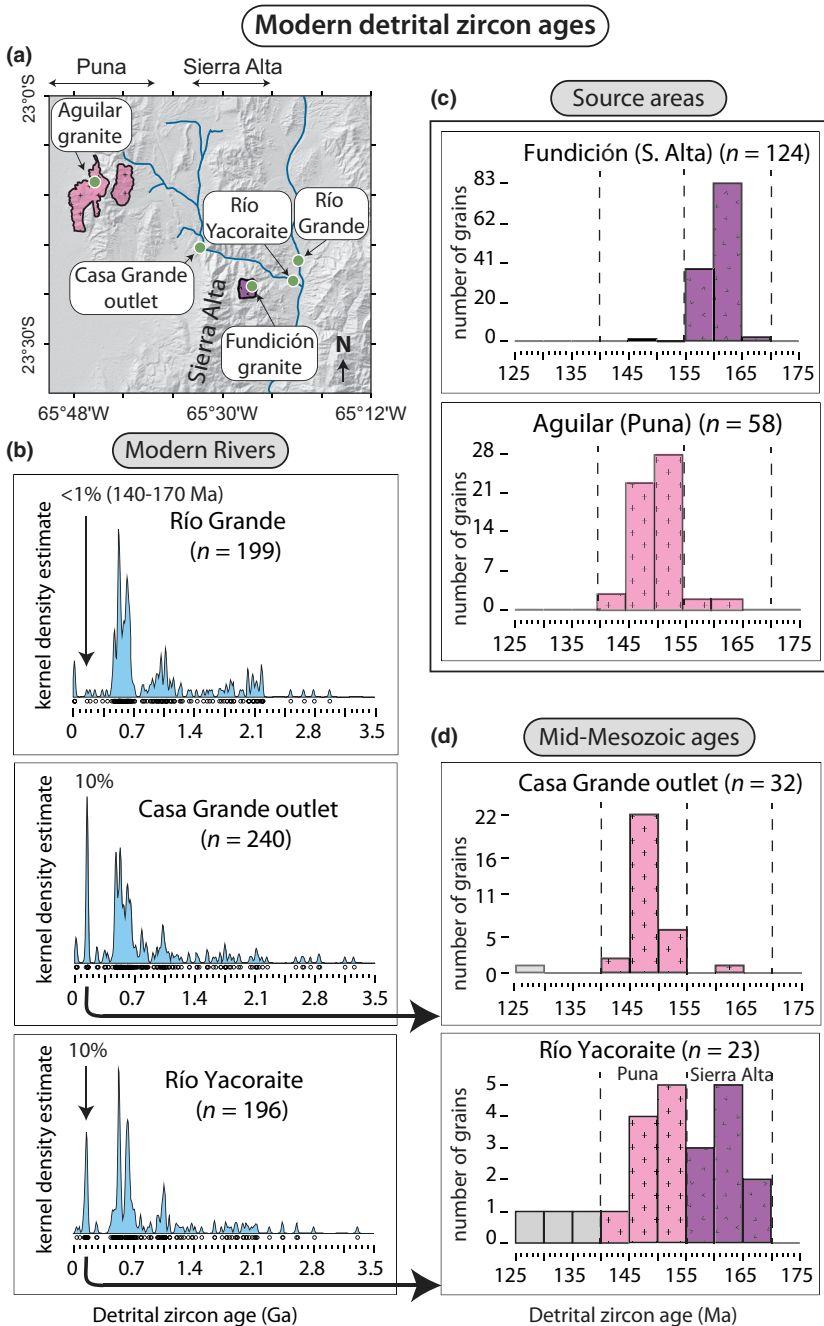 Modern detrital zircon ages
(a)
Puna
Sierra Alta
23°0'S
23°30'S
Aguilar
granite
Río
Yacoraite
Río
Grande
Casa Grande
outlet
Sierra Alta
Fundición
granite
N
65°48'W
65°30'W
65°12'W
(b)
Modern Rivers
<1% (140-170 Ma)
Río Grande
(n = 199)
kernel density estimate
0 0.7 1.4 2.1 2.8 3.5
10%
Casa Grande outlet
(n = 240)
kernel density estimate
0 0.7 1.4 2.1 2.8 3.5
10%
Río Yacoraite
(n = 196)
kernel density estimate
0 0.7 1.4 2.1 2.8 3.5
Detrital zircon age (Ga)
(c)
Source areas
Fundición (S. Alta) (n = 124)
number of grains
83
62
41
20
0
125 145 155 165 175
Aguilar (Puna) (n = 58)
number of grains
28
21
14
7
0
125 145 155 165 175
(d)
Mid-Mesozoic ages
Casa Grande outlet (n = 32)
number of grains
22
16
11
5
0
125 145 155 165 175
Río Yacoraite (n = 23)
Puna
Sierra Alta
number of grains
5
4
3
2
1
0
125 145 155 165 175
Detrital zircon age (Ma)